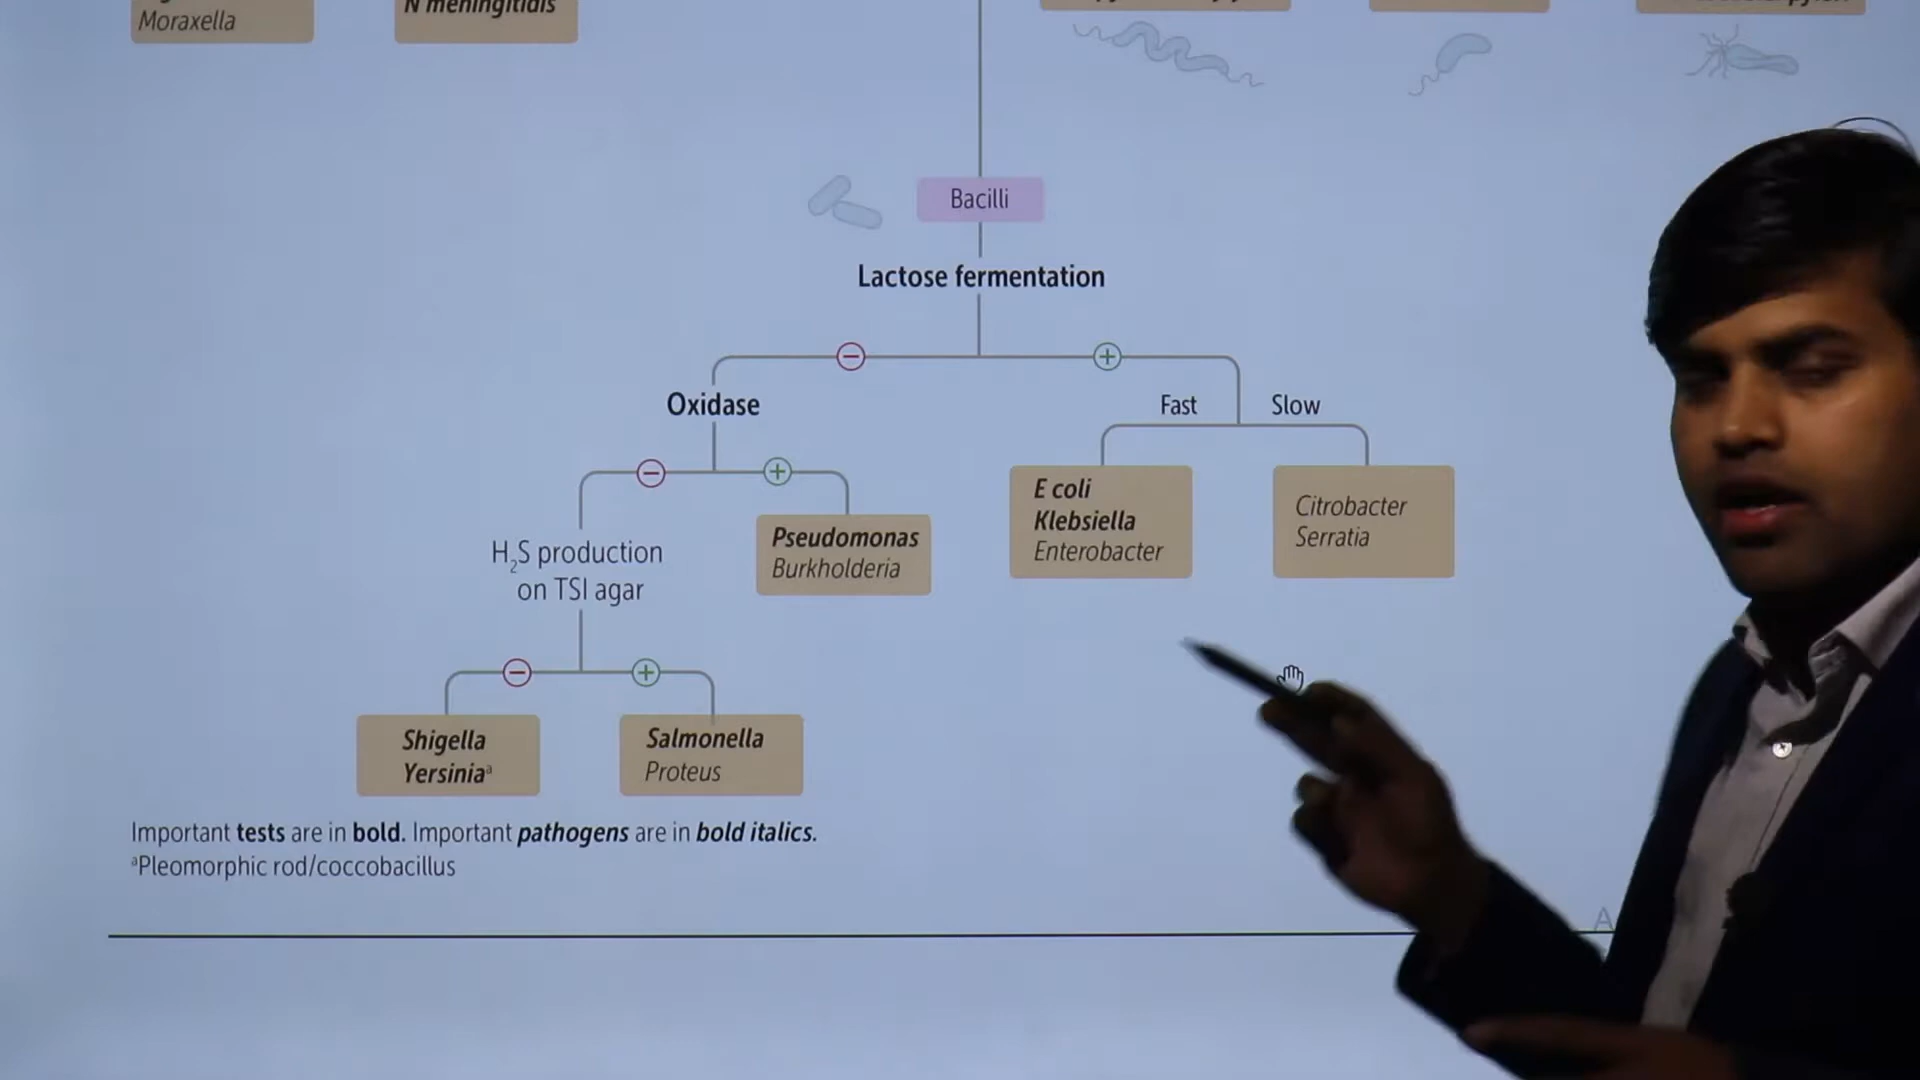 Moraxella
N meningitidis
Bacilli
Lactose fermentation
Oxidase
Fast
Slow
E coli
Klebsiella
Enterobacter
Citrobacter
Serratia
Pseudomonas
Burkholderia
H₂S production
on TSI agar
Shigella
Yersiniaᵃ
Salmonella
Proteus
Important tests are in bold. Important pathogens are in bold italics.
ᵃPleomorphic rod/coccobacillus